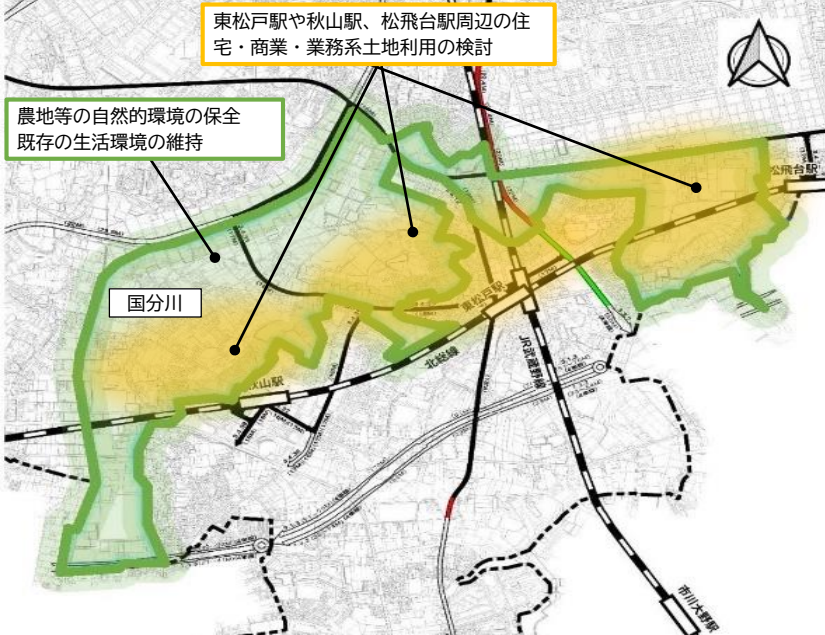 東松戸駅や秋山駅、松飛台駅周辺の住
宅・商業・業務系土地利用の検討
農地等の自然的環境の保全
既存の生活環境の維持
松飛台駅
国分川
東松戸駅
JR武蔵野線
北総線
秋山駅
市川大野駅